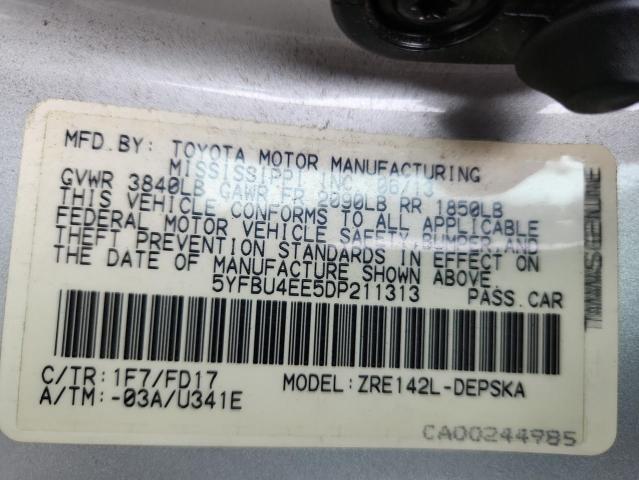 MFD.BY: TOYOTA MOTOR MANUFACTURING
MISSISSIPPI INC 06/13
GVWR 3840LB GAWR FR 2090LB RR 1850LB
THIS VEHICLE CONFORMS TO ALL APPLICABLE
FEDERAL MOTOR VEHICLE SAFETY,BUMPER AND
THEFT PREVENTION STANDARDS IN EFFECT ON
THE DATE OF MANUFACTURE SHOWN ABOVE.
5YFBU4EE5DP211313 PASS.CAR
C/TR:1F7/FD17 MODEL:ZRE142L-DEPSKA
A/TM:-03A/U341E
CA00244985
GENUINE